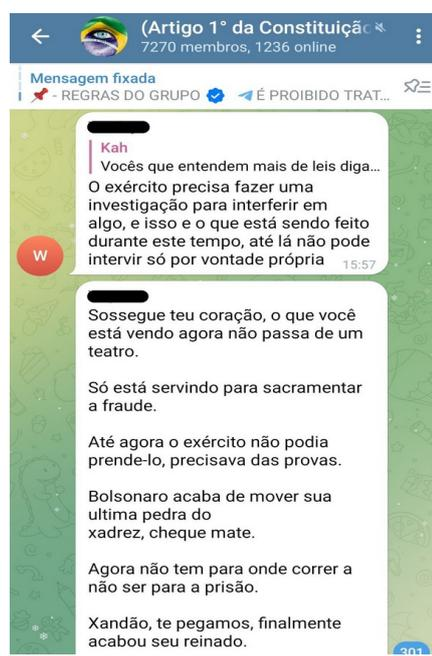 (Artigo 1° da Constituiçã
7270 membros, 1236 online
Mensagem fixada
- REGRAS DO GRUPO É PROIBIDO TRAT...
Kah
Vocês que entendem mais de leis diga...
O exército precisa fazer uma
investigação para interferir em
algo, e isso e o que está sendo feito
durante este tempo, até lá não pode
intervir só por vontade própria
15:57
W
Sossegue teu coração, o que você
está vendo agora não passa de um
teatro.
Só está servindo para sacramentar
a fraude.
Até agora o exército não podia
prende-lo, precisava das provas.
Bolsonaro acaba de mover sua
ultima pedra do
xadrez, cheque mate.
Agora não tem para onde correr a
não ser para a prisão.
Xandão, te pegamos, finalmente
acabou seu reinado.
301